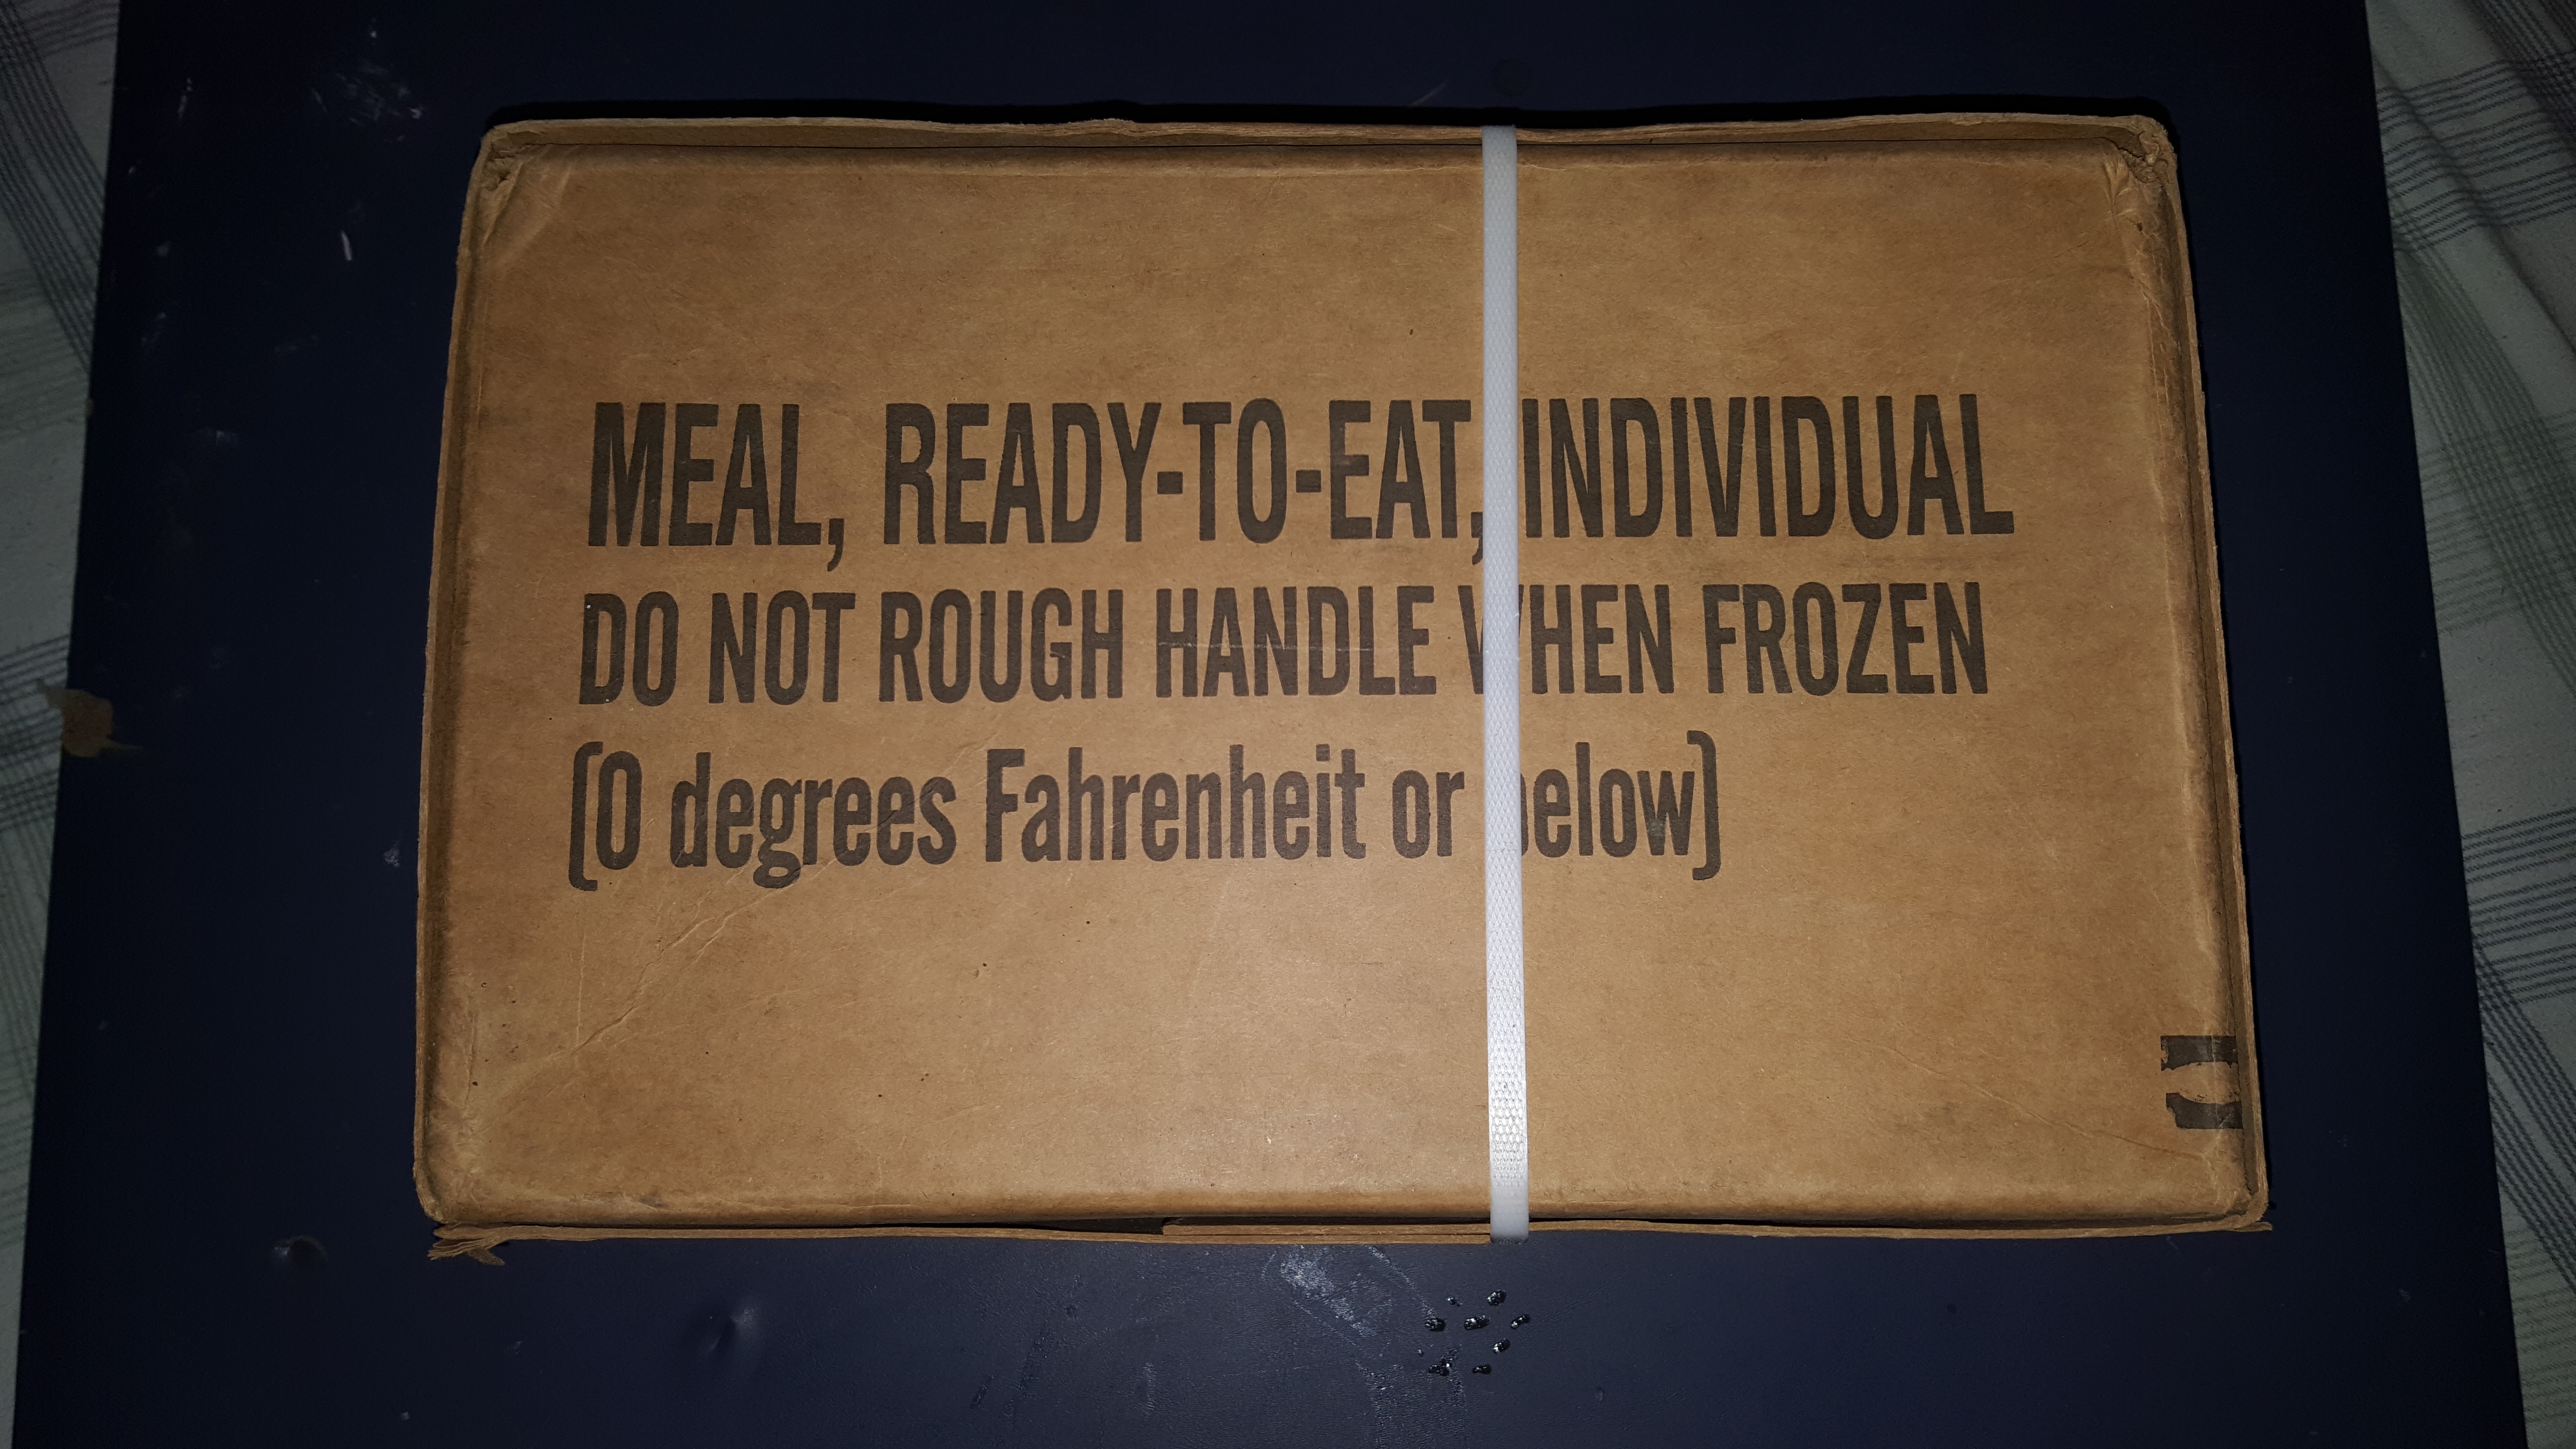 MEAL, READY-TO-EAT, INDIVIDUAL
DO NOT ROUGH HANDLE WHEN FROZEN
(0 degrees Fahrenheit or below)